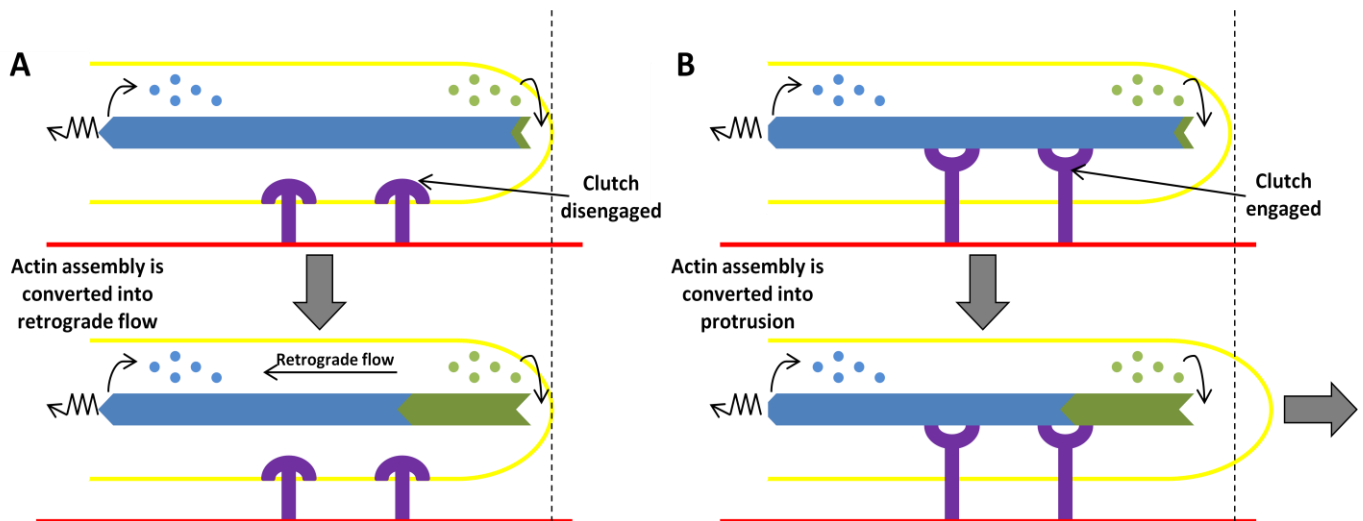 A
Clutch
disengaged
Actin assembly is
converted into
retrograde flow
Retrograde flow
B
Clutch
engaged
Actin assembly is
converted into
protrusion